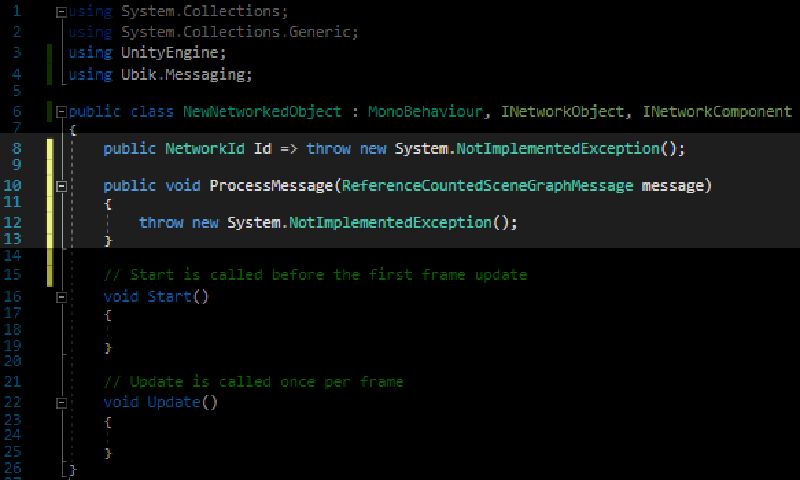 1 using System.Collections;
2 using System.Collections.Generic;
3 using UnityEngine;
4 using Ubik.Messaging;
5
6 public class NewNetworkedObject : MonoBehaviour, INetworkObject, INetworkComponent
7 {
8 public NetworkId Id => throw new System.NotImplementedException();
9
10 public void ProcessMessage(ReferenceCountedSceneGraphMessage message)
11 {
12 throw new System.NotImplementedException();
13 }
14
15 // Start is called before the first frame update
16 void Start()
17 {
18
19 }
20
21 // Update is called once per frame
22 void Update()
23 {
24
25 }
26 }
27